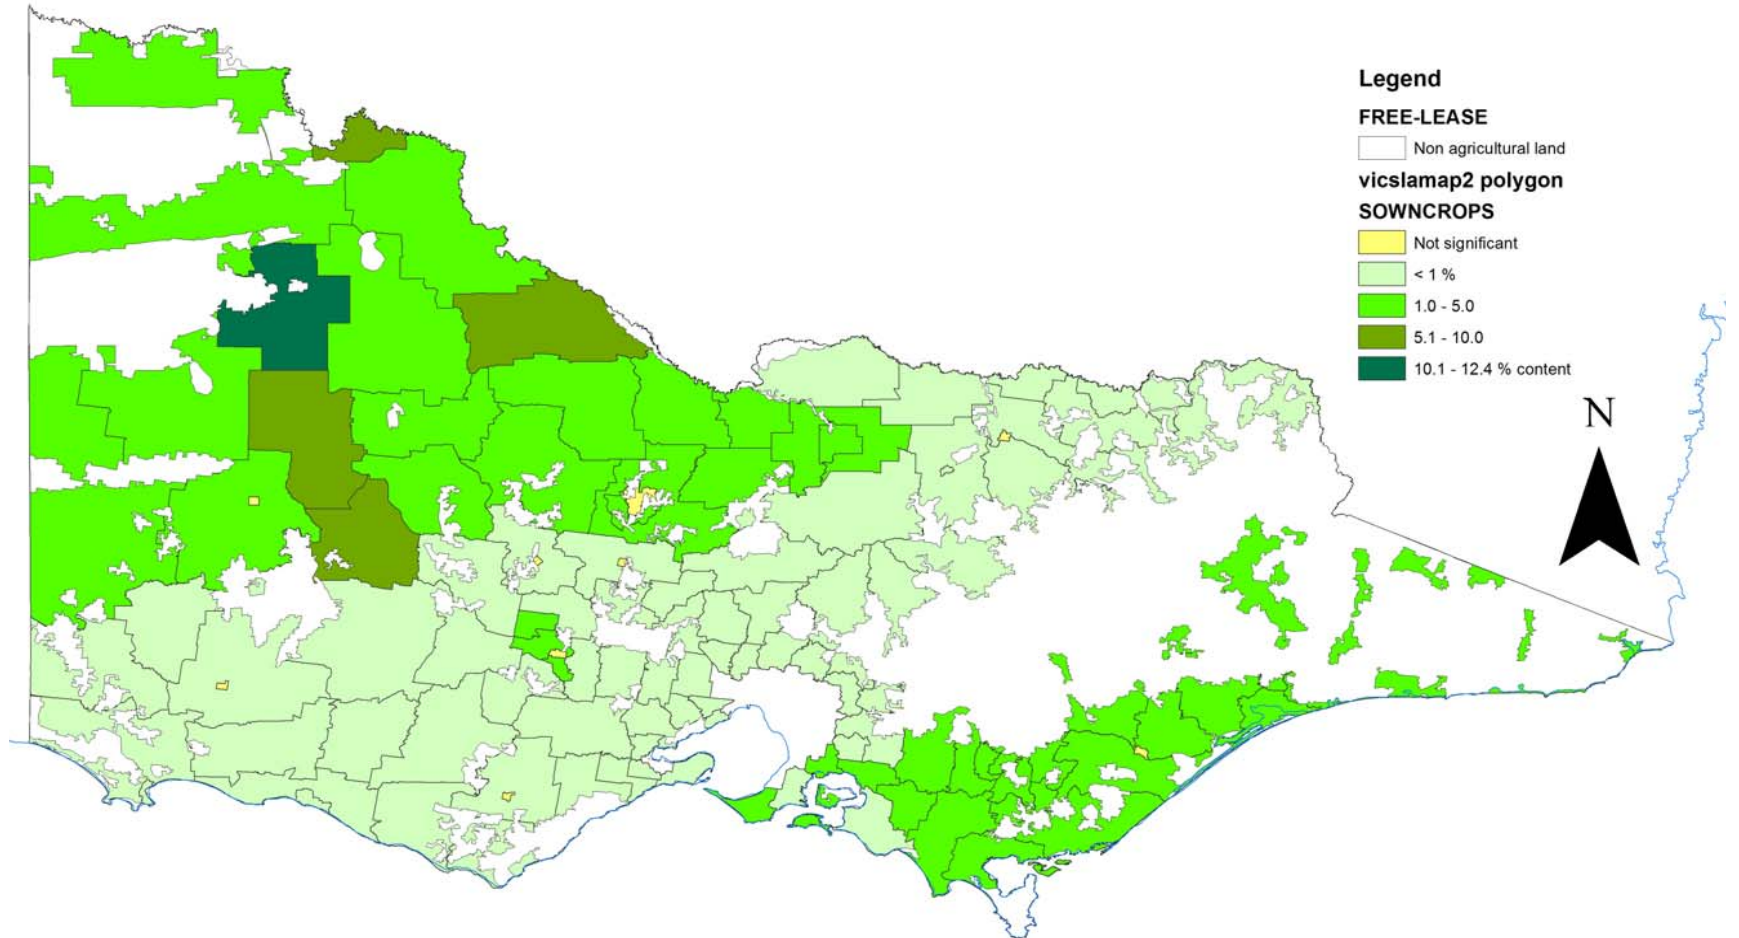 Legend
FREE-LEASE
Non agricultural land
vicslamap2 polygon
SOWNCROPS
Not significant
< 1 %
1.0 - 5.0
5.1 - 10.0
10.1 - 12.4 % content
N